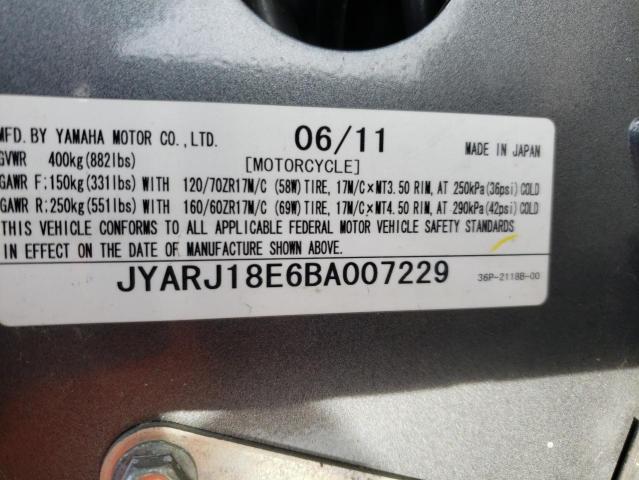 MFD. BY YAMAHA MOTOR CO., LTD. 06/11 MADE IN JAPAN
GVWR 400kg(882lbs) [MOTORCYCLE]
GAWR F:150kg(331lbs) WITH 120/70ZR17M/C (58W)TIRE, 17M/C×MT3.50 RIM, AT 250kPa(36psi)COLD
GAWR R:250kg(551lbs) WITH 160/60ZR17M/C (69W)TIRE, 17M/C×MT4.50 RIM, AT 290kPa(42psi)COLD
THIS VEHICLE CONFORMS TO ALL APPLICABLE FEDERAL MOTOR VEHICLE SAFETY STANDARDS
IN EFFECT ON THE DATE OF MANUFACTURE SHOWN ABOVE.
JYARJ18E6BA007229 36P-2118B-00